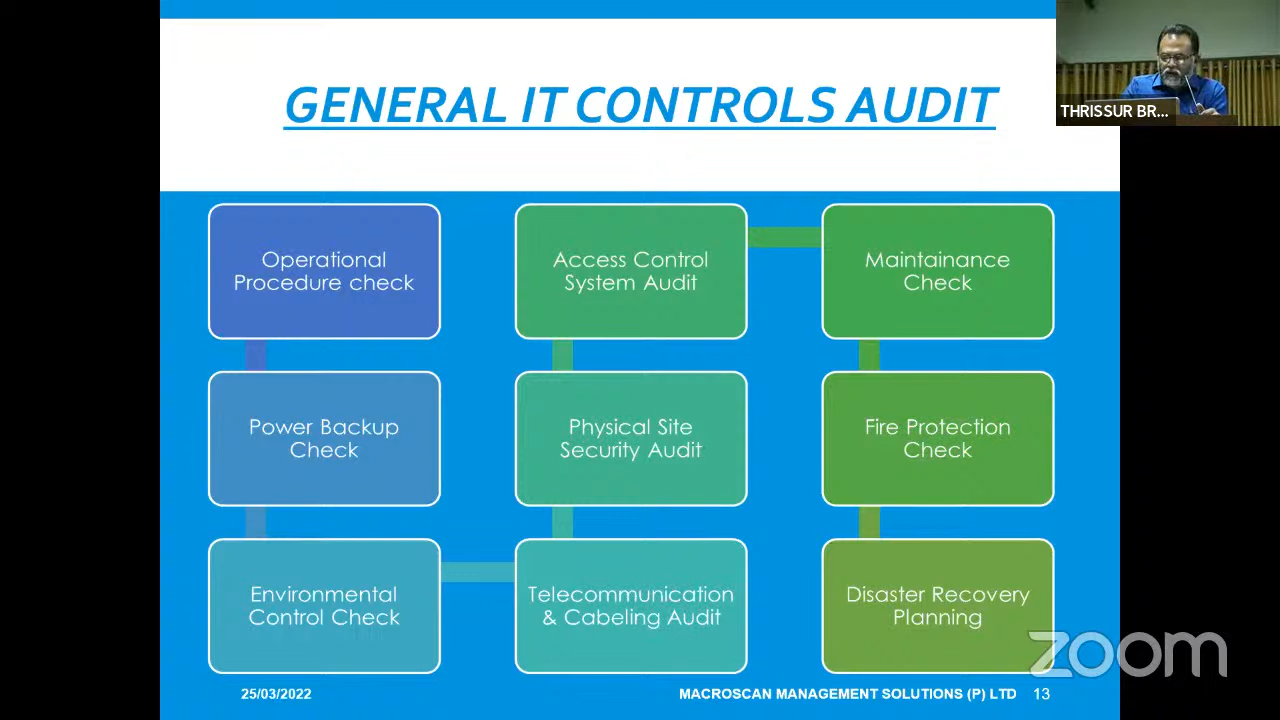 GENERAL IT CONTROLS AUDIT
THRISSUR BR...
Operational
Procedure check
Power Backup
Check
Environmental
Control Check
Telecommunication
& Cabeling Audit
Physical Site
Security Audit
Access Control
System Audit
Maintainance
Check
Fire Protection
Check
Disaster Recovery
Planning
zoom
25/03/2022
MACROSCAN MANAGEMENT SOLUTIONS (P) LTD 13